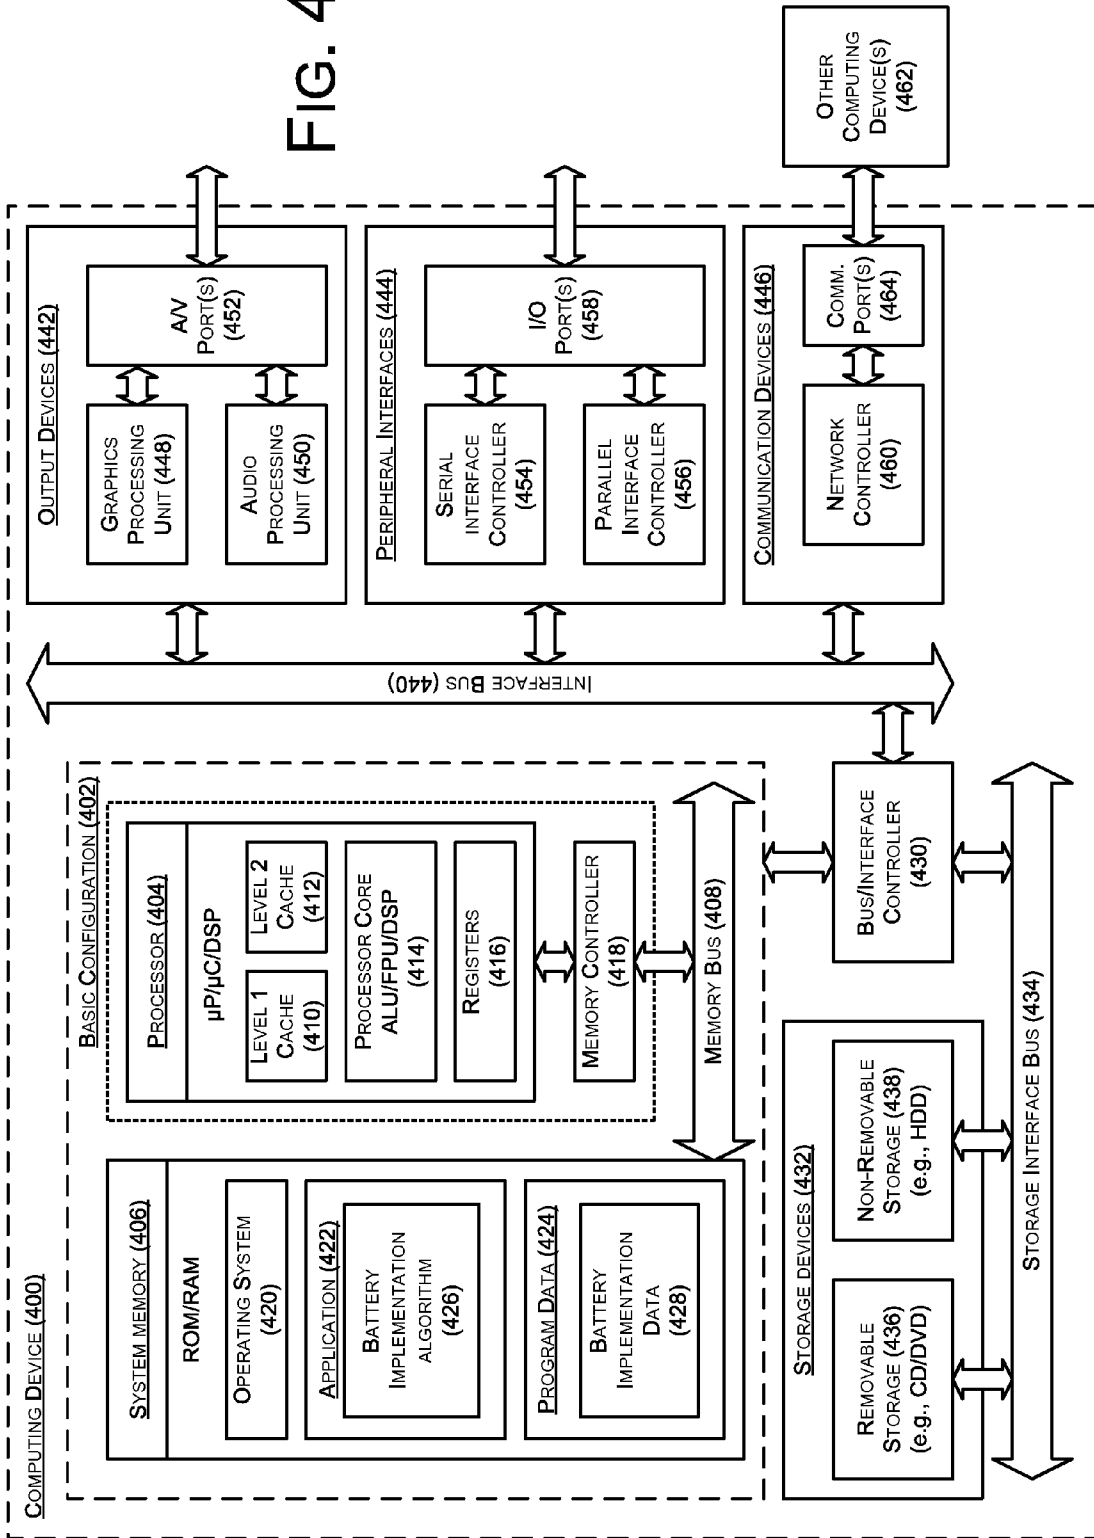 COMPUTING DEVICE (400)
BASIC CONFIGURATION (402)
SYSTEM MEMORY (406)
ROM/RAM
OPERATING SYSTEM
(420)
APPLICATION (422)
BATTERY
IMPLEMENTATION
ALGORITHM
(426)
PROGRAM DATA (424)
BATTERY
IMPLEMENTATION
DATA
(428)
PROCESSOR (404)
µP/µC/DSP
LEVEL 1
CACHE
(410)
LEVEL 2
CACHE
(412)
PROCESSOR CORE
ALU/FPU/DSP
(414)
REGISTERS
(416)
MEMORY CONTROLLER
(418)
MEMORY BUS (408)
BUS/INTERFACE
CONTROLLER
(430)
STORAGE DEVICES (432)
REMOVABLE
STORAGE (436)
(e.g., CD/DVD)
NON-REMOVABLE
STORAGE (438)
(e.g., HDD)
STORAGE INTERFACE BUS (434)
INTERFACE BUS (440)
OUTPUT DEVICES (442)
GRAPHICS
PROCESSING
UNIT (448)
AUDIO
PROCESSING
UNIT (450)
A/V
PORT(S)
(452)
PERIPHERAL INTERFACES (444)
SERIAL
INTERFACE
CONTROLLER
(454)
PARALLEL
INTERFACE
CONTROLLER
(456)
I/O
PORT(S)
(458)
COMMUNICATION DEVICES (446)
NETWORK
CONTROLLER
(460)
COMM.
PORT(S)
(464)
OTHER
COMPUTING
DEVICE(S)
(462)
FIG. 4